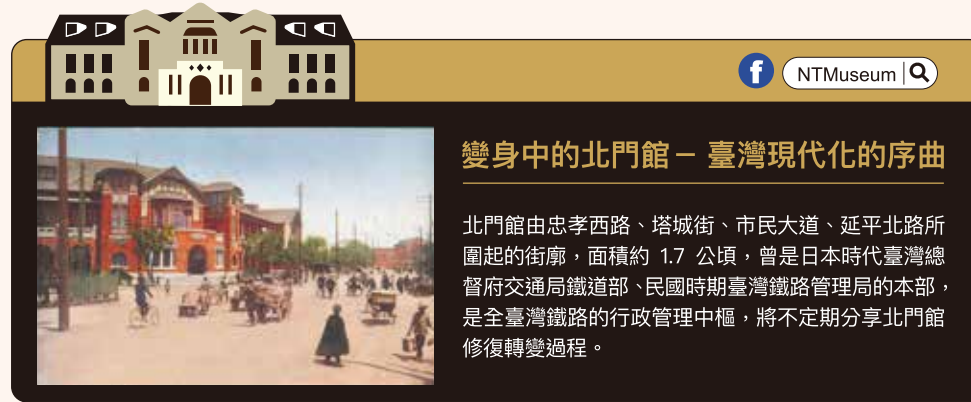 f NTMuseum
變身中的北門館－臺灣現代化的序曲
北門館由忠孝西路、塔城街、市民大道、延平北路所
圍起的街廓，面積約 1.7 公頃，曾是日本時代臺灣總
督府交通局鐵道部、民國時期臺灣鐵路管理局的本部，
是全臺灣鐵路的行政管理中樞，將不定期分享北門館
修復轉變過程。